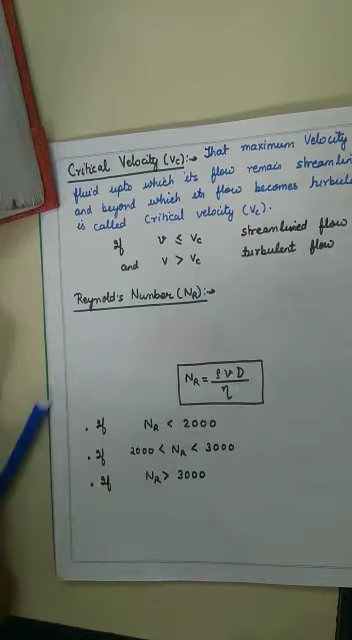 Critical Velocity (Vc):→ That maximum Velocity
fluid upto which its flow remais streamlin
and beyond which its flow becomes turbule
is called Critical velocity (Vc).
If v ≤ vc streamlined flow
and v > vc turbulent flow
Reynold's Number (NR):→
NR = ρ v D / η
. If NR < 2000
. If 2000 < NR < 3000
. If NR > 3000